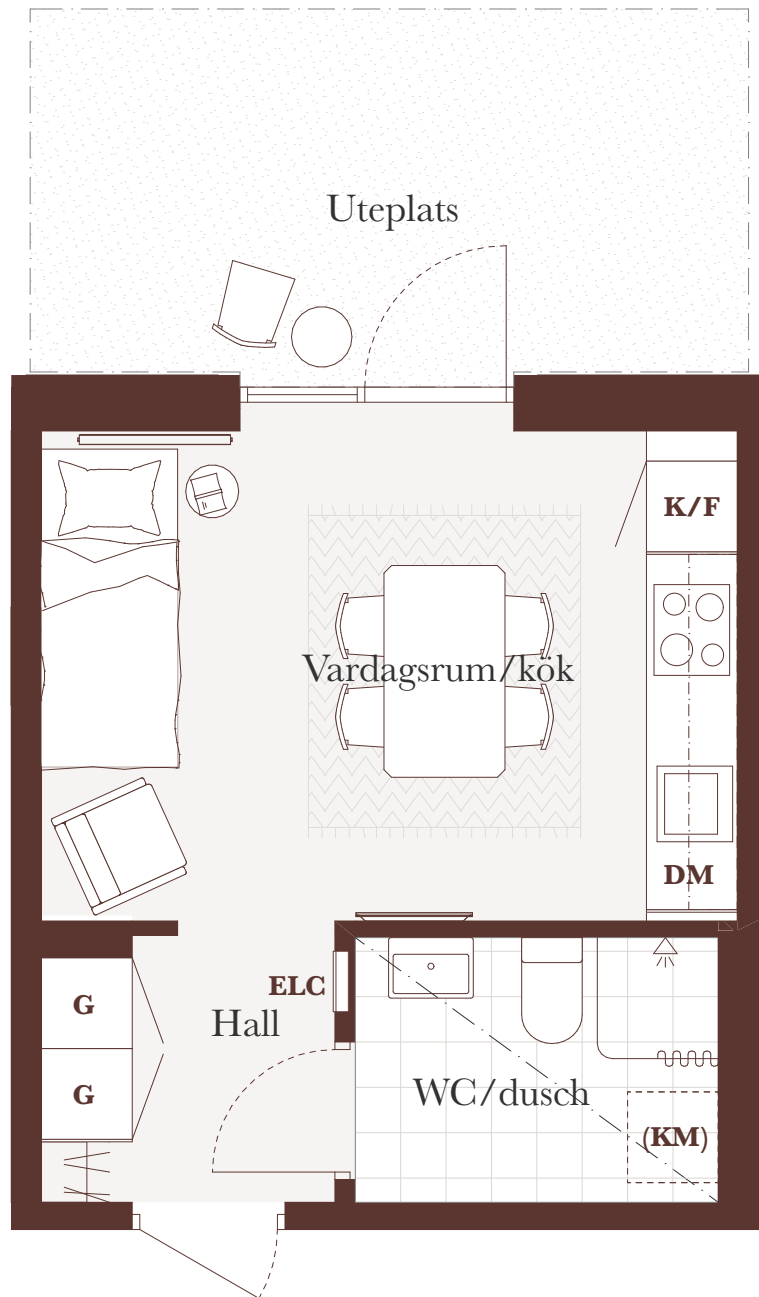 Uteplats
K/F
Vardagsrum/kök
DM
ELC
G
Hall
G
WC/dusch
(KM)